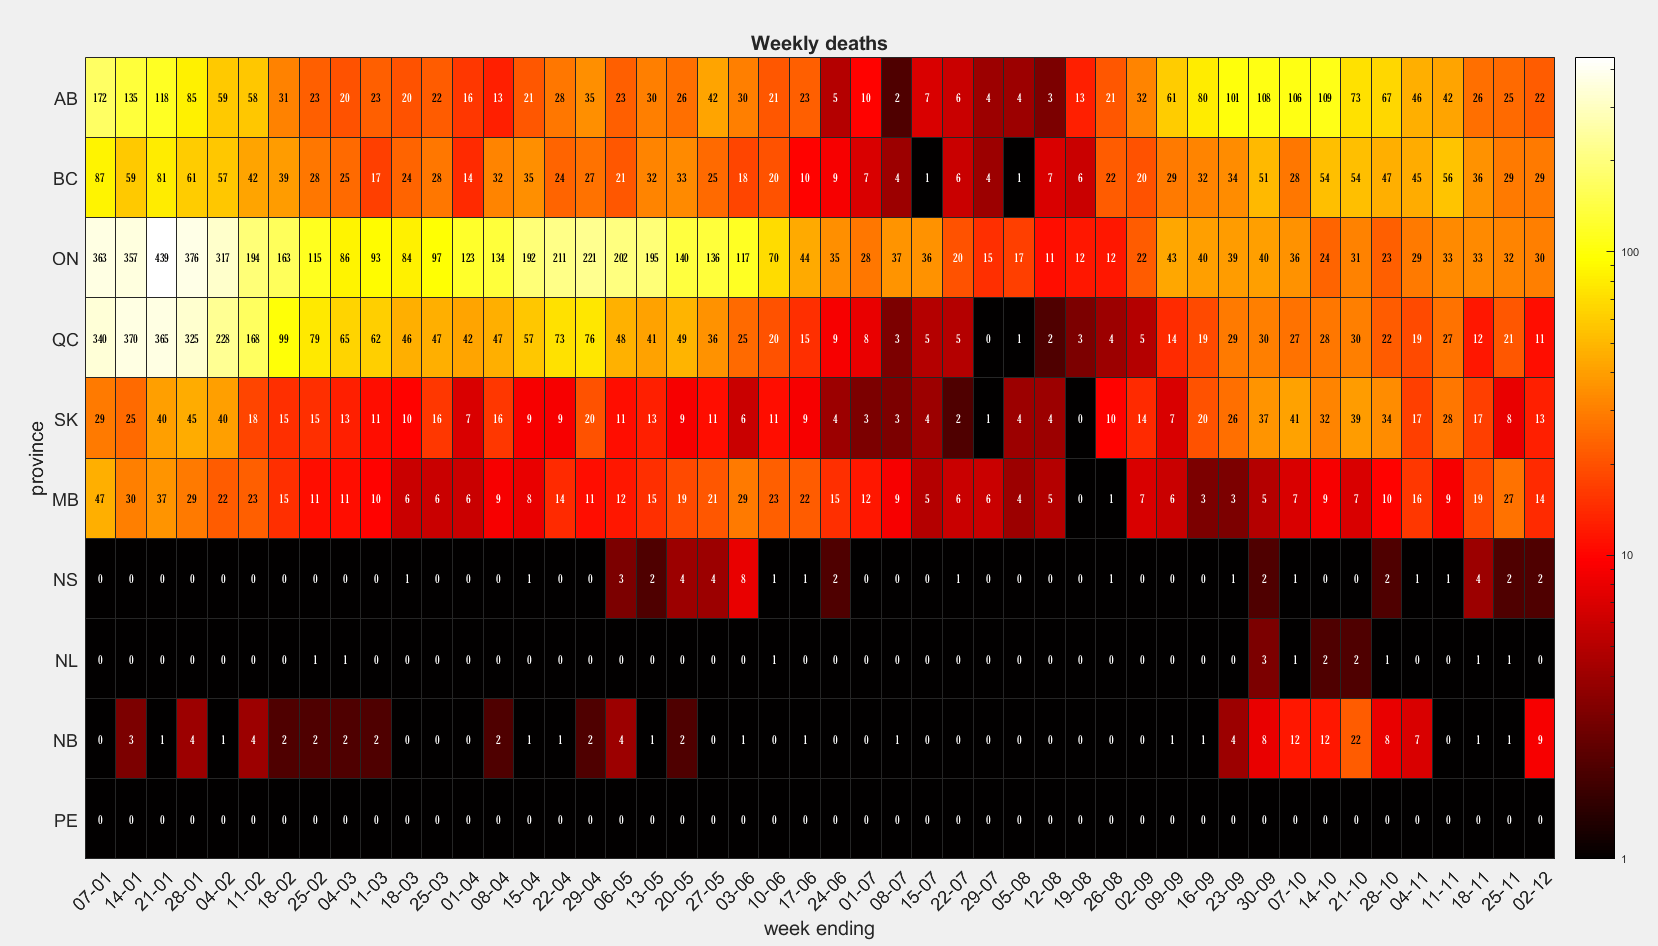 Weekly deaths
AB 172 135 118 85 59 58 31 23 20 23 20 22 16 13 21 28 35 23 30 26 42 30 21 23 5 10 2 7 6 4 4 3 13 21 32 61 80 101 108 106 109 73 67 46 42 26 25 22
BC 87 59 81 61 57 42 39 28 25 17 24 28 14 32 35 24 27 21 32 33 25 18 20 10 9 7 4 1 6 4 1 7 6 22 20 29 32 34 51 28 54 54 47 45 56 36 29 29
100
ON 363 357 439 376 317 194 163 115 86 93 84 97 123 134 192 211 221 202 195 140 136 117 70 44 35 28 37 36 20 15 17 11 12 12 22 43 40 39 40 36 24 31 23 29 33 33 32 30
QC 340 370 365 325 228 168 99 79 65 62 46 47 42 47 57 73 76 48 41 49 36 25 20 15 9 8 3 5 5 0 1 2 3 4 5 14 19 29 30 27 28 30 22 19 27 12 21 11
SK 29 25 40 45 40 18 15 15 13 11 10 16 7 16 9 9 20 11 13 9 11 6 11 9 4 3 3 4 2 1 4 4 0 10 14 7 20 26 37 41 32 39 34 17 28 17 8 13
province
MB 47 30 37 29 22 23 15 11 11 10 6 6 6 9 8 14 11 12 15 19 21 29 23 22 15 12 9 5 6 6 4 5 0 1 7 6 3 3 5 7 9 7 10 16 9 19 27 14
10
NS 0 0 0 0 0 0 0 0 0 0 1 0 0 0 1 0 0 3 2 4 4 8 1 1 2 0 0 0 1 0 0 0 0 1 0 0 0 1 2 1 0 0 2 1 1 4 2 2
NL 0 0 0 0 0 0 0 1 1 0 0 0 0 0 0 0 0 0 0 0 0 0 1 0 0 0 0 0 0 0 0 0 0 0 0 0 0 0 3 1 2 2 1 0 0 1 1 0
NB 0 3 1 4 1 4 2 2 2 2 0 0 0 2 1 1 2 4 1 2 0 1 0 1 0 0 1 0 0 0 0 0 0 0 0 1 1 4 8 12 12 22 8 7 0 1 1 9
PE 0 0 0 0 0 0 0 0 0 0 0 0 0 0 0 0 0 0 0 0 0 0 0 0 0 0 0 0 0 0 0 0 0 0 0 0 0 0 0 0 0 0 0 0 0 0 0 0
1
07-01 14-01 21-01 28-01 04-02 11-02 18-02 25-02 04-03 11-03 18-03 25-03 01-04 08-04 15-04 22-04 29-04 06-05 13-05 20-05 27-05 03-06 10-06 17-06 24-06 01-07 08-07 15-07 22-07 29-07 05-08 12-08 19-08 26-08 02-09 09-09 16-09 23-09 30-09 07-10 14-10 21-10 28-10 04-11 11-11 18-11 25-11 02-12
week ending